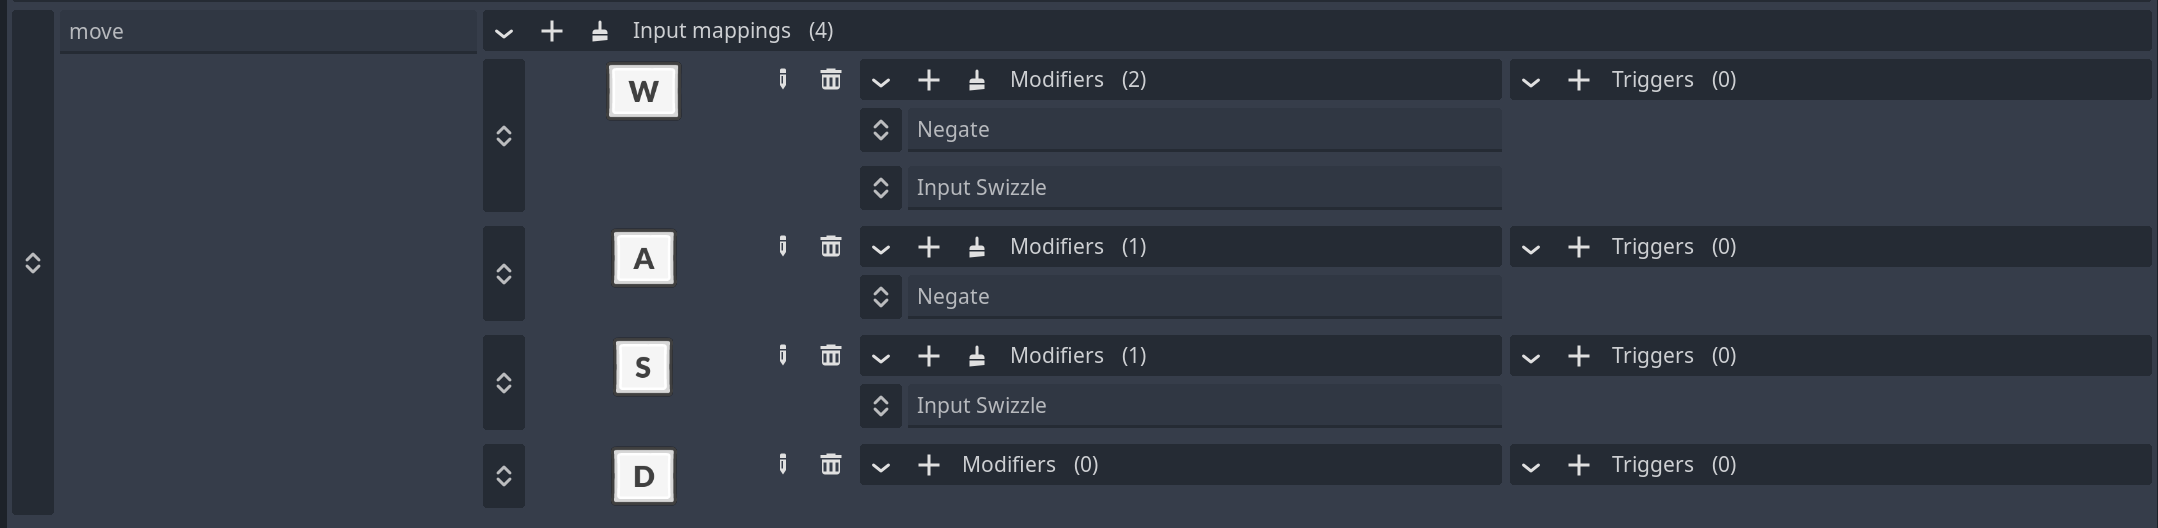 move
Input mappings (4)
W
Modifiers (2)
Triggers (0)
Negate
Input Swizzle
A
Modifiers (1)
Triggers (0)
Negate
S
Modifiers (1)
Triggers (0)
Input Swizzle
D
Modifiers (0)
Triggers (0)